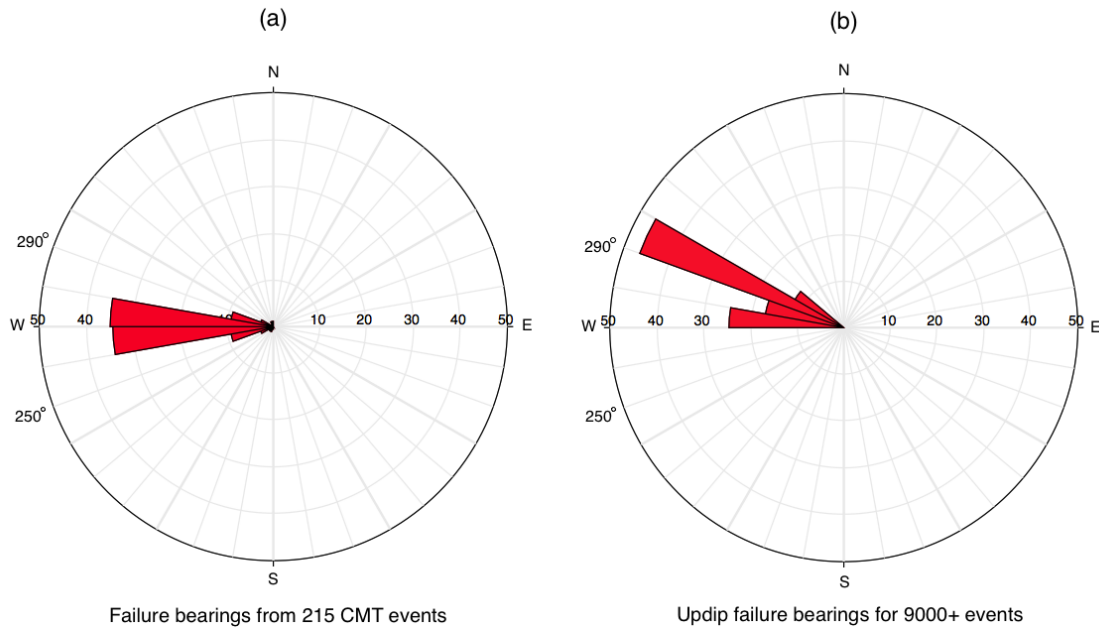 (a)
(b)
N
N
290°
290°
W 50 40 10 10 20 30 40 50 E
W 50 40 30 10 20 30 40 50 E
250°
250°
S
S
Failure bearings from 215 CMT events
Updip failure bearings for 9000+ events